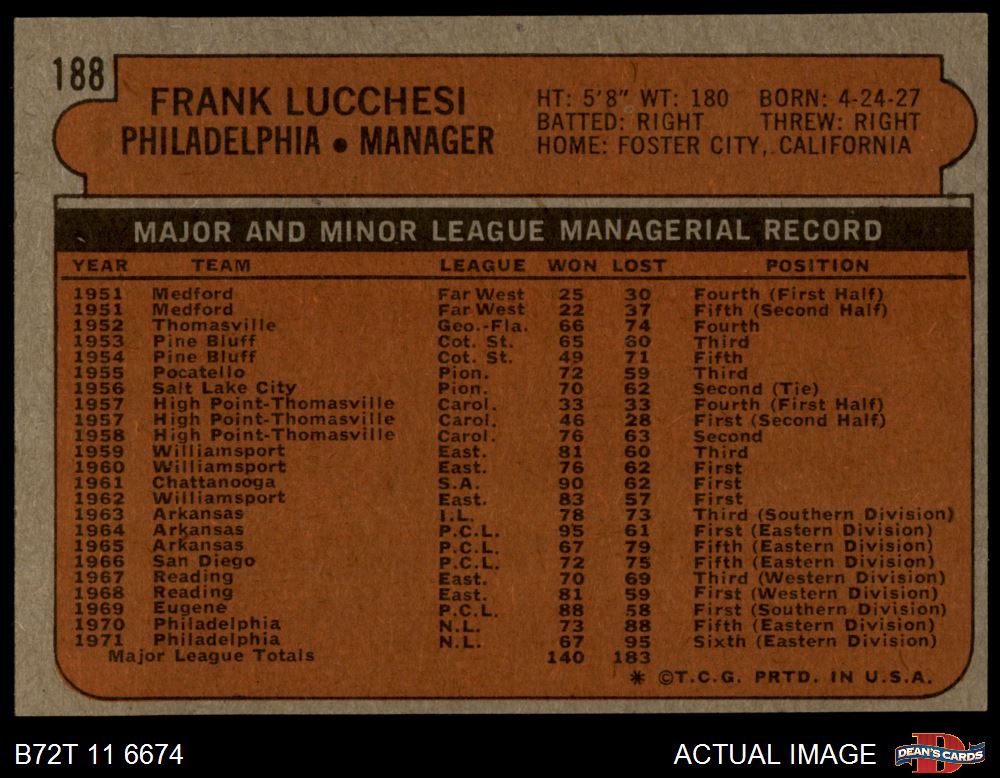 188
FRANK LUCCHESI
PHILADELPHIA • MANAGER
HT: 5'8" WT: 180 BORN: 4-24-27
BATTED: RIGHT THREW: RIGHT
HOME: FOSTER CITY, CALIFORNIA
MAJOR AND MINOR LEAGUE MANAGERIAL RECORD
YEAR TEAM LEAGUE WON LOST POSITION
1951 Medford Far West 25 30 Fourth (First Half)
1951 Medford Far West 22 37 Fifth (Second Half)
1952 Thomasville Geo.-Fla. 66 74 Fourth
1953 Pine Bluff Cot. St. 65 60 Third
1954 Pine Bluff Cot. St. 49 71 Fifth
1955 Pocatello Pion. 72 59 Third
1956 Salt Lake City Pion. 70 62 Second (Tie)
1957 High Point-Thomasville Carol. 33 33 Fourth (First Half)
1957 High Point-Thomasville Carol. 46 28 First (Second Half)
1958 High Point-Thomasville Carol. 76 63 Second
1959 Williamsport East. 81 60 Third
1960 Williamsport East. 76 62 First
1961 Chattanooga S.A. 90 62 First
1962 Williamsport East. 83 57 First
1963 Arkansas I.L. 78 73 Third (Southern Division)
1964 Arkansas P.C.L. 95 61 First (Eastern Division)
1965 Arkansas P.C.L. 67 79 Fifth (Eastern Division)
1966 San Diego P.C.L. 72 75 Fifth (Eastern Division)
1967 Reading East. 70 69 Third (Western Division)
1968 Reading East. 81 59 First (Western Division)
1969 Eugene P.C.L. 88 58 First (Southern Division)
1970 Philadelphia N.L. 73 88 Fifth (Eastern Division)
1971 Philadelphia N.L. 67 95 Sixth (Eastern Division)
Major League Totals 140 183
* ©T.C.G. PRTD. IN U.S.A.
B72T 11 6674
ACTUAL IMAGE
D
DEAN'S CARDS